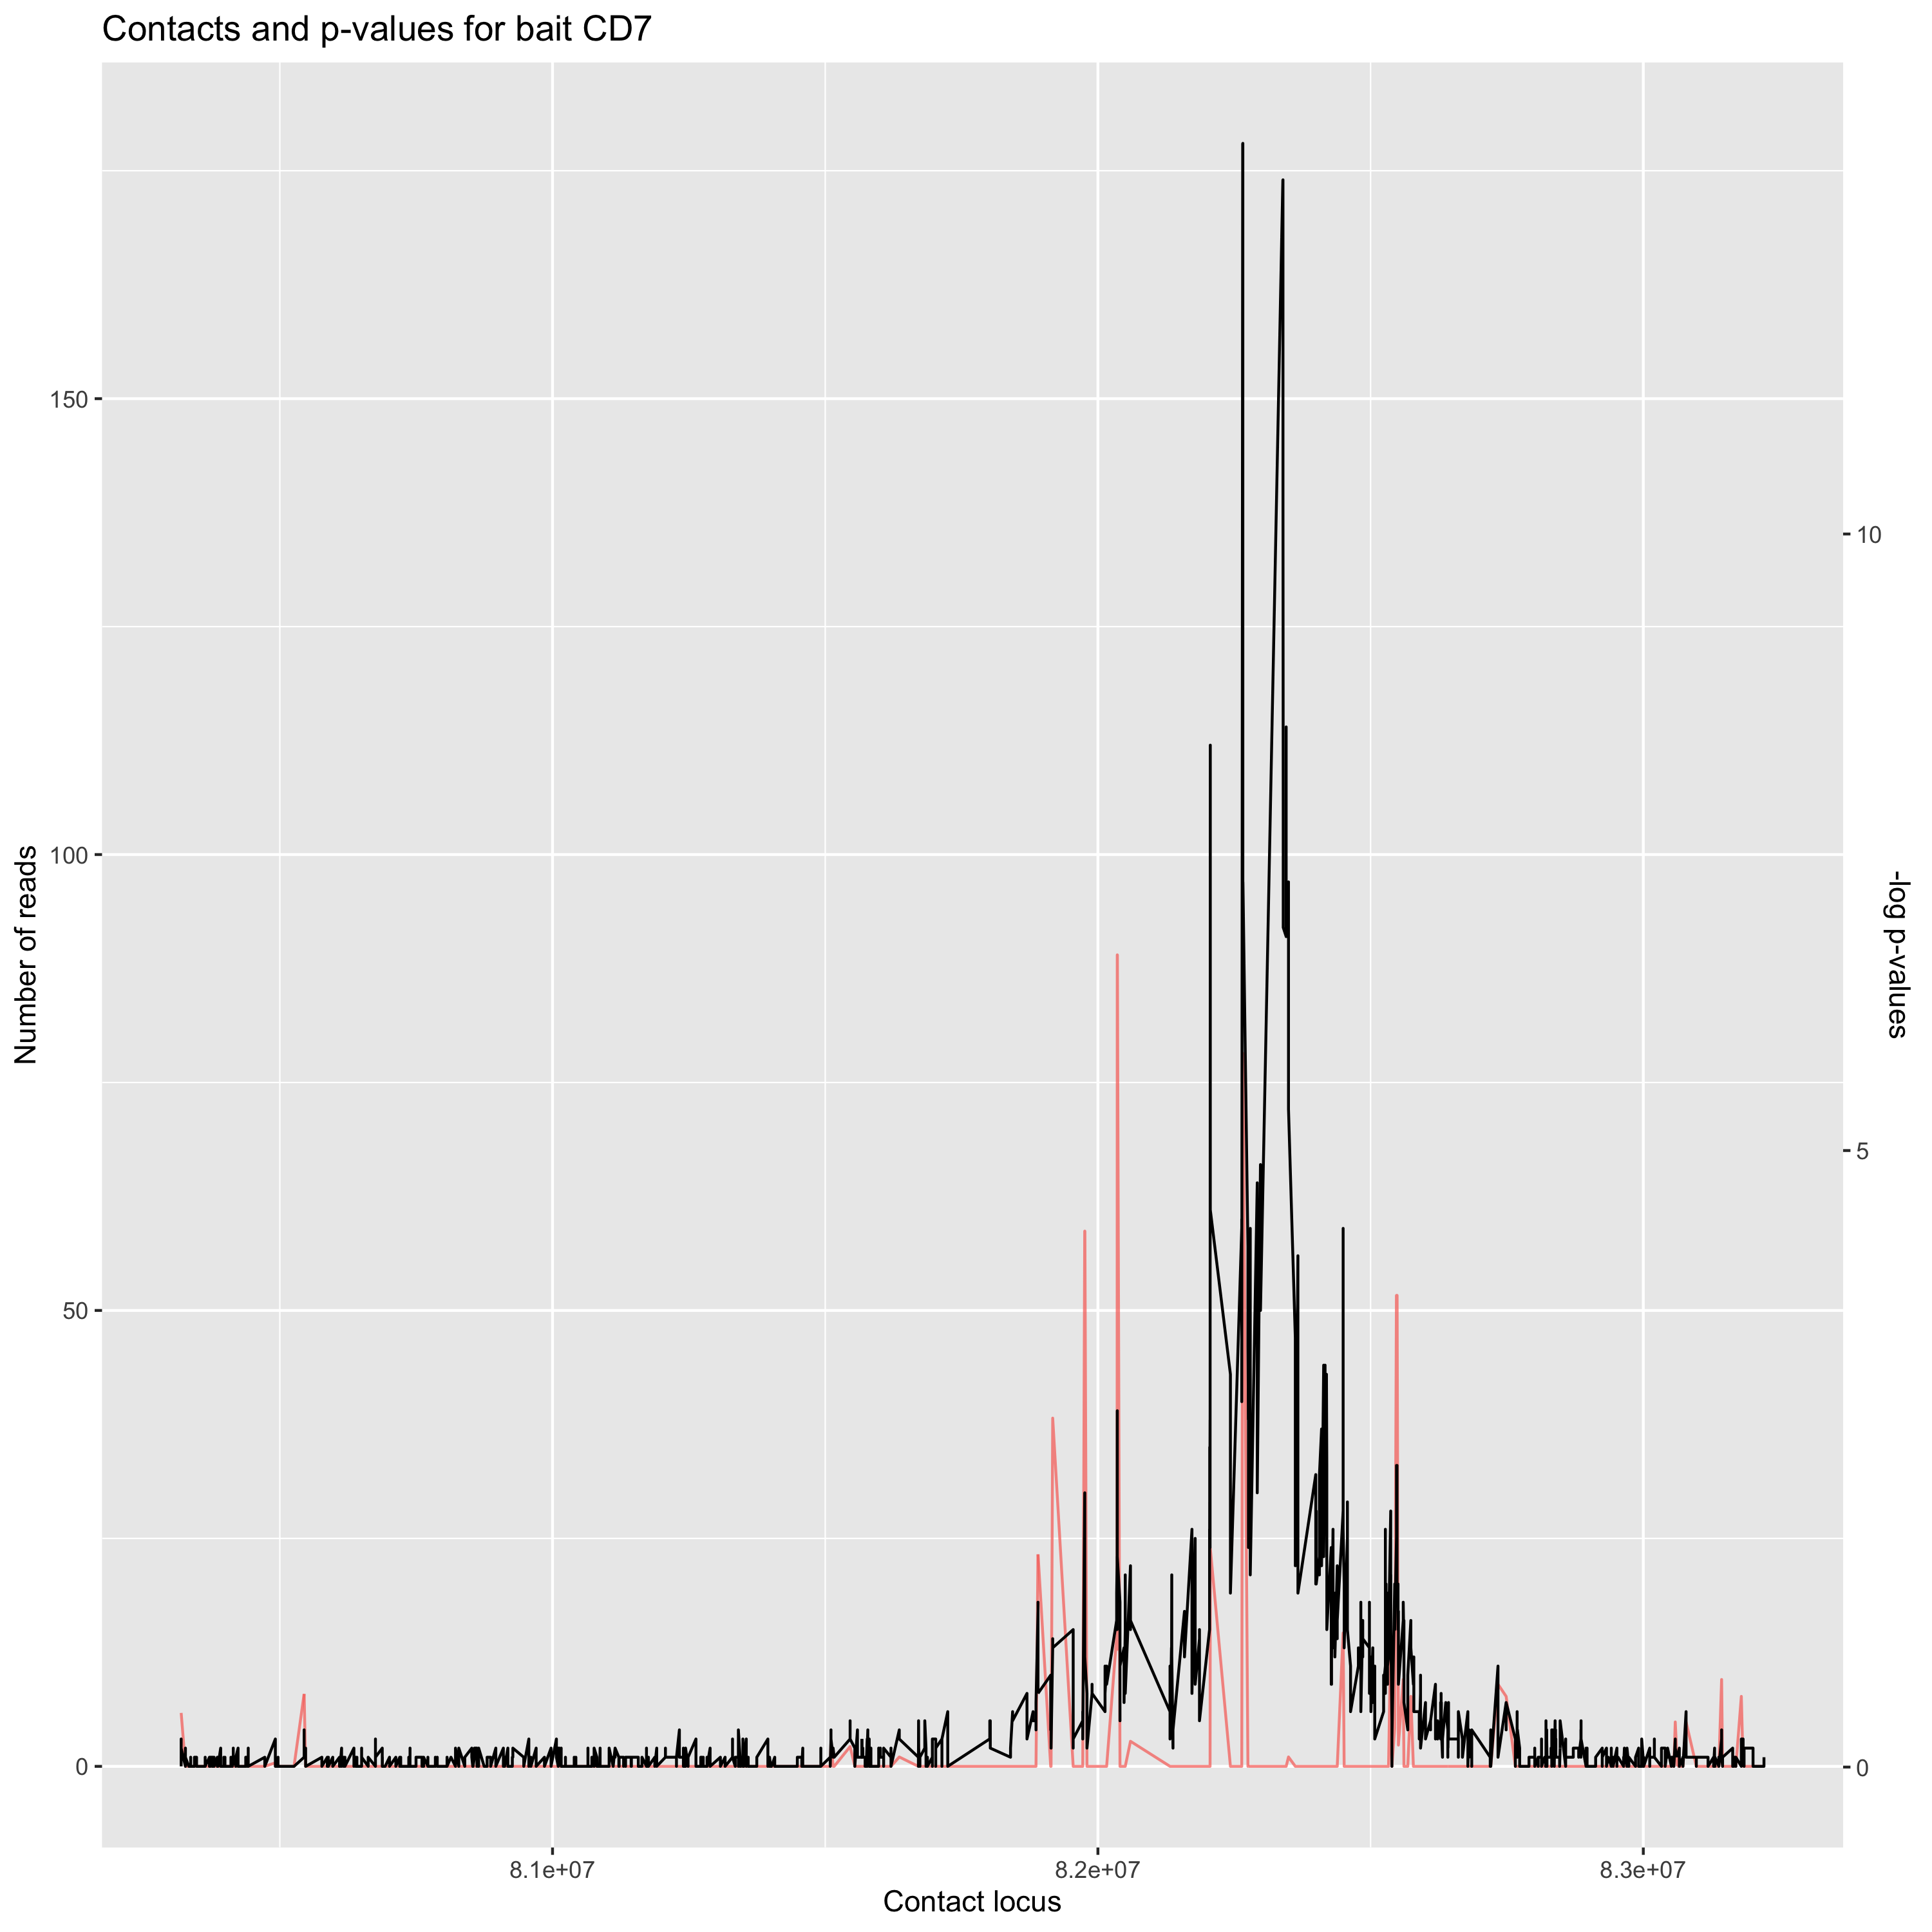 Contacts and p-values for bait CD7
150
100
50
0
Number of reads
10
5
0
-log p-values
8.1e+07
8.2e+07
8.3e+07
Contact locus